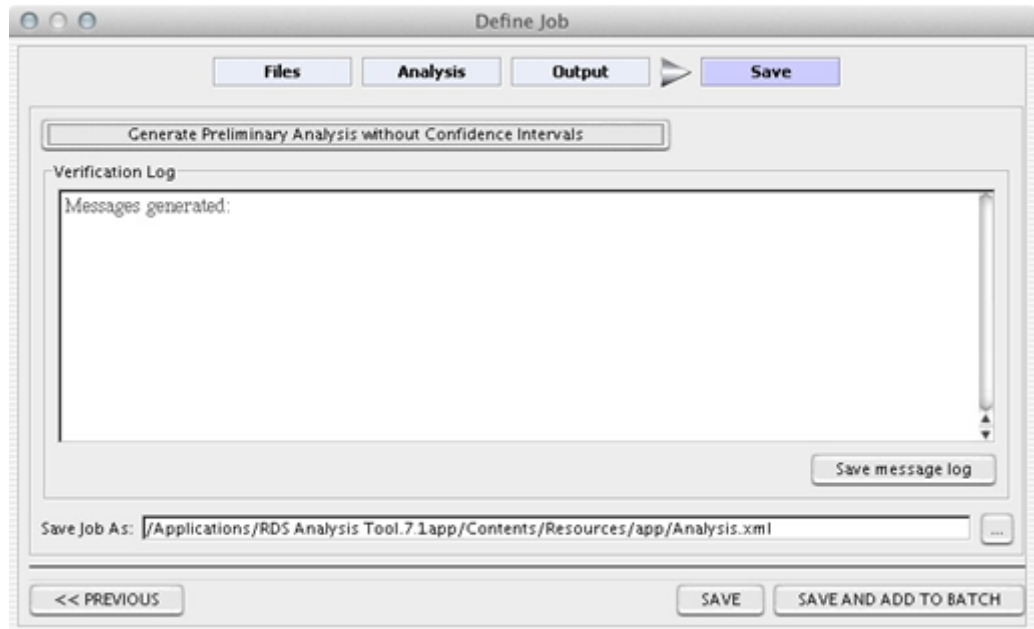 Define Job
Files Analysis Output Save
Generate Preliminary Analysis without Confidence Intervals
Verification Log
Messages generated:
Save message log
Save Job As: /Applications/RDS Analysis Tool.7.1app/Contents/Resources/app/Analysis.xml ...
<< PREVIOUS SAVE SAVE AND ADD TO BATCH